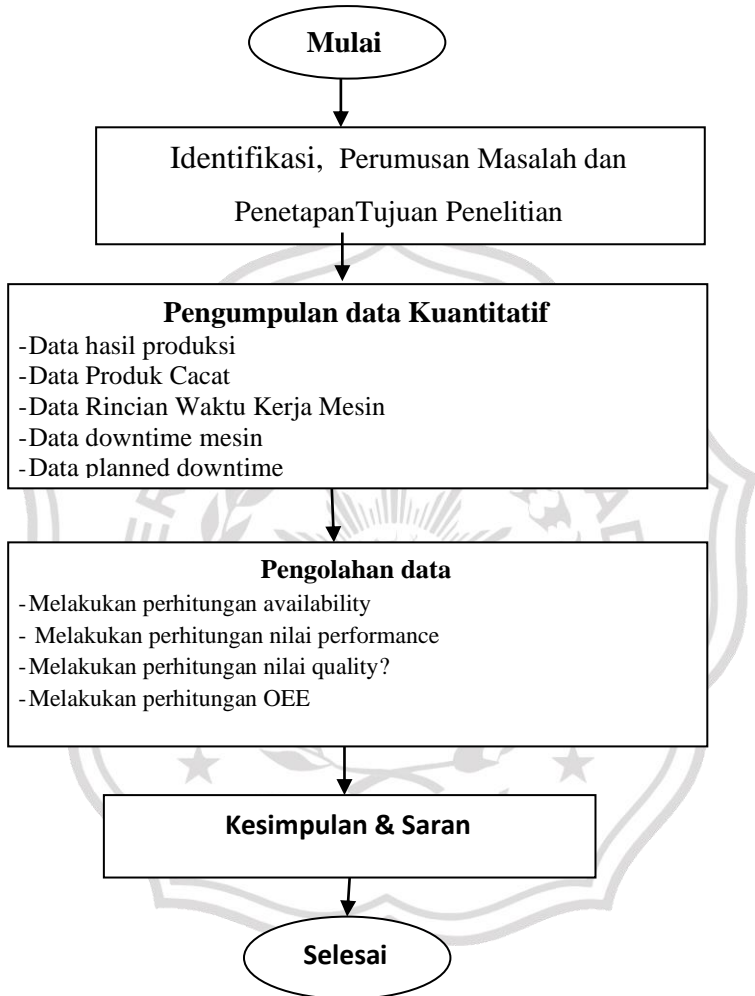 Mulai
Identifikasi, Perumusan Masalah dan
PenetapanTujuan Penelitian
Pengumpulan data Kuantitatif
-Data hasil produksi
-Data Produk Cacat
-Data Rincian Waktu Kerja Mesin
-Data downtime mesin
-Data planned downtime
Pengolahan data
-Melakukan perhitungan availability
- Melakukan perhitungan nilai performance
-Melakukan perhitungan nilai quality?
-Melakukan perhitungan OEE
Kesimpulan & Saran
Selesai